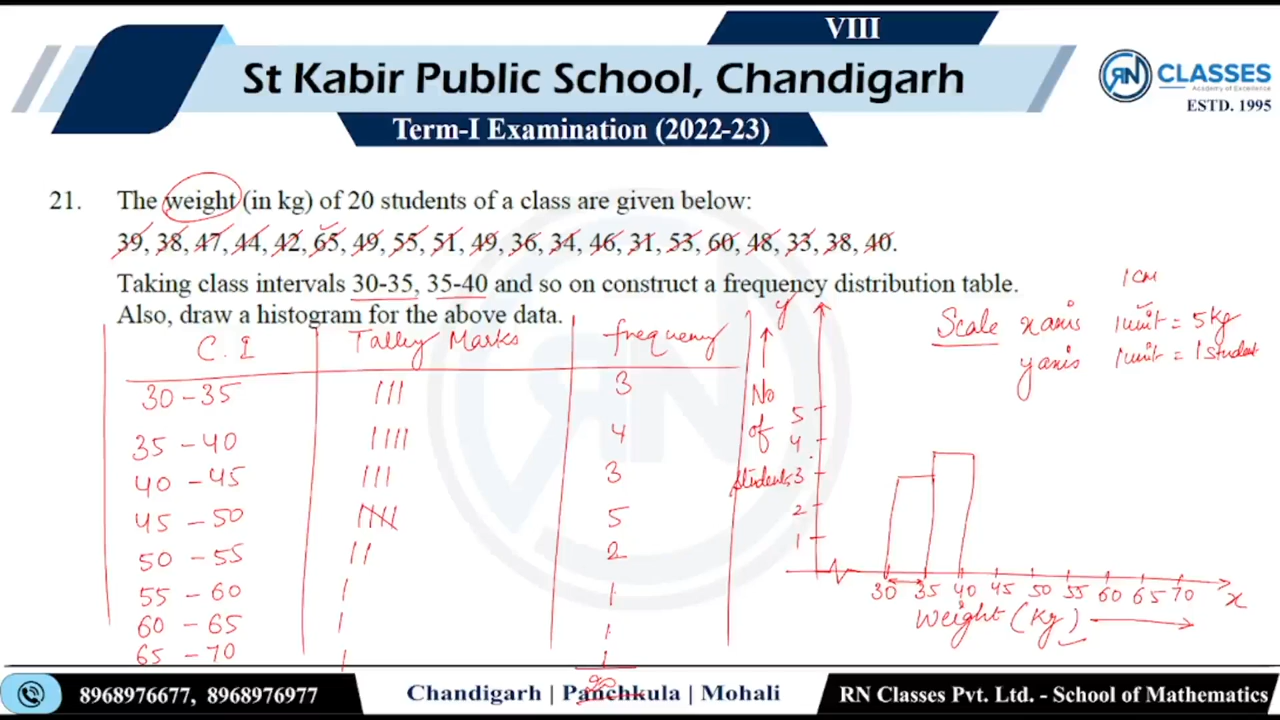 VIII
St Kabir Public School, Chandigarh
RN CLASSES
Academy of Excellence
ESTD. 1995
Term-I Examination (2022-23)
21. The weight (in kg) of 20 students of a class are given below:
39, 38, 47, 44, 42, 65, 49, 55, 51, 49, 36, 34, 46, 31, 53, 60, 48, 33, 38, 40.
Taking class intervals 30-35, 35-40 and so on construct a frequency distribution table.
Also, draw a histogram for the above data.
C.I Tally Marks frequency
30 - 35 ||| 3
35 - 40 |||| 4
40 - 45 ||| 3
45 - 50 5
50 - 55 || 2
55 - 60 | 1
60 - 65 | 1
65 - 70 | 1
20
1 cm
Scale x axis 1 unit = 5 kg
y axis 1 unit = 1 student
y
No
of
students
5
4
3
2
1
30 35 40 45 50 55 60 65 70 x
Weight (Kg)
8968976677, 8968976977
Chandigarh | Panchkula | Mohali
RN Classes Pvt. Ltd. - School of Mathematics